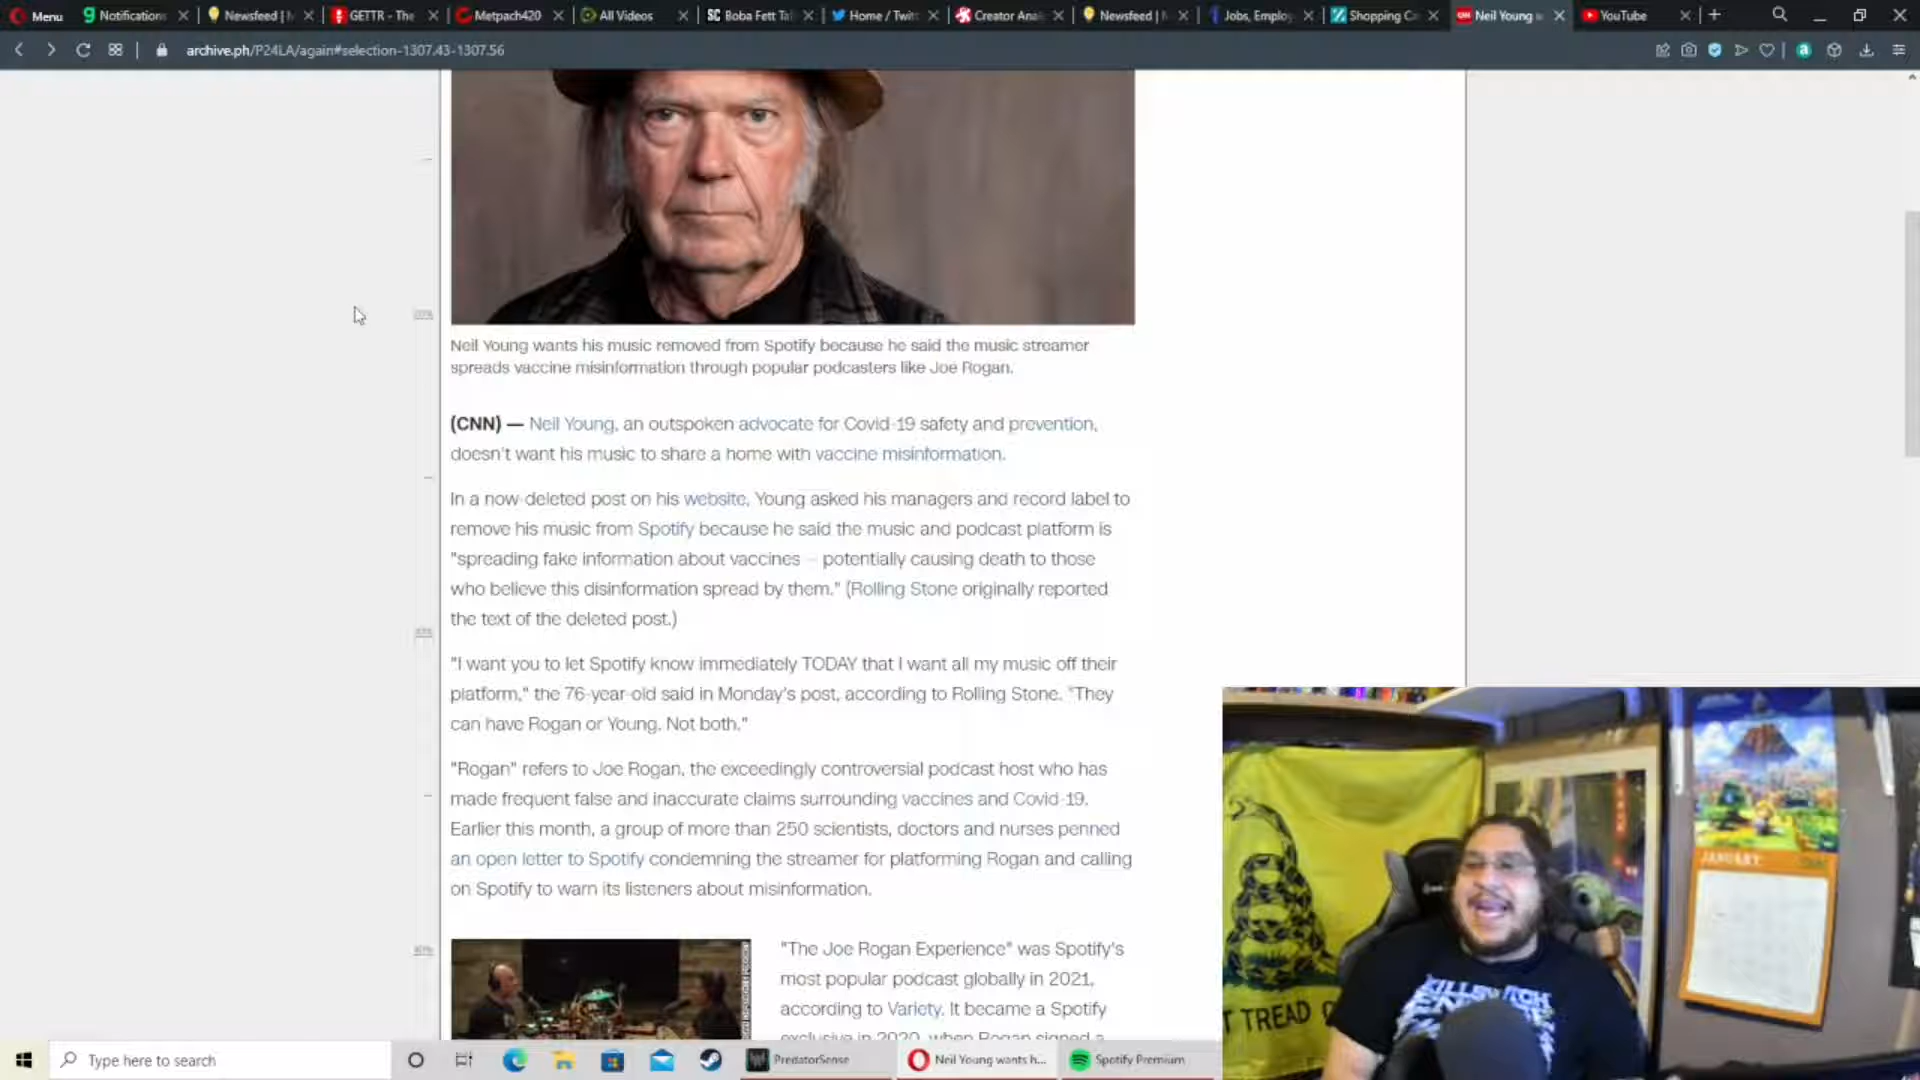 Menu
Notifications
Newsfeed |
GETTR - The
Metpach420
All Videos
Boba Fett Ta
Home / Twit
Creator Ana
Newsfeed |
Jobs, Employ
Shopping C
Neil Young
YouTube
archive.ph/P24LA/again#selection-1307.43-1307.56
Neil Young wants his music removed from Spotify because he said the music streamer
spreads vaccine misinformation through popular podcasters like Joe Rogan.
(CNN) — Neil Young, an outspoken advocate for Covid-19 safety and prevention,
doesn't want his music to share a home with vaccine misinformation.
In a now-deleted post on his website, Young asked his managers and record label to
remove his music from Spotify because he said the music and podcast platform is
"spreading fake information about vaccines — potentially causing death to those
who believe this disinformation spread by them." (Rolling Stone originally reported
the text of the deleted post.)
"I want you to let Spotify know immediately TODAY that I want all my music off their
platform," the 76-year-old said in Monday's post, according to Rolling Stone. "They
can have Rogan or Young. Not both."
"Rogan" refers to Joe Rogan, the exceedingly controversial podcast host who has
made frequent false and inaccurate claims surrounding vaccines and Covid-19.
Earlier this month, a group of more than 250 scientists, doctors and nurses penned
an open letter to Spotify condemning the streamer for platforming Rogan and calling
on Spotify to warn its listeners about misinformation.
"The Joe Rogan Experience" was Spotify's
most popular podcast globally in 2021,
according to Variety. It became a Spotify
exclusive in 2020, when Rogan signed a
JANUARY
T TREAD
Type here to search
PredatorSense
Neil Young wants h...
Spotify Premium